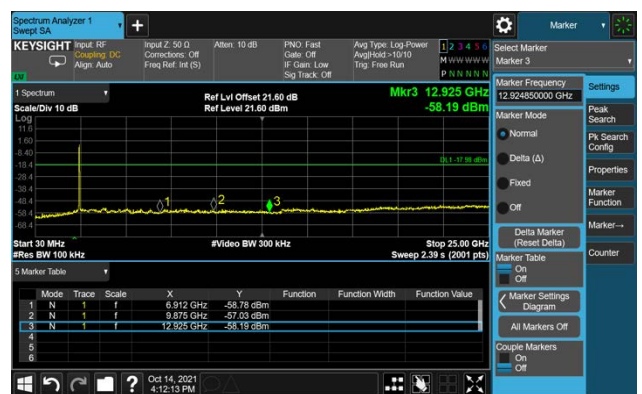 Spectrum Analyzer 1
Swept SA
Marker
KEYSIGHT
Input: RF
Coupling: DC
Align: Auto
Input Z: 50 Ω
Corrections: Off
Freq Ref: Int (S)
Atten: 10 dB
PNO: Fast
Gate: Off
IF Gain: Low
Sig Track: Off
Avg Type: Log-Power
Avg|Hold:>10/10
Trig: Free Run
1 2 3 4 5 6
M W W W W W
P N N N N N
LV
Select Marker
Marker 3
1 Spectrum
Scale/Div 10 dB
Ref Lvl Offset 21.60 dB
Ref Level 21.60 dBm
Mkr3 12.925 GHz
-58.19 dBm
Log
11.6
1.60
-8.40
-18.4
-28.4
-38.4
-48.4
-58.4
-68.4
DL1 -17.98 dBm
1
2
3
Start 30 MHz
#Res BW 100 kHz
#Video BW 300 kHz
Stop 25.00 GHz
Sweep 2.39 s (2001 pts)
5 Marker Table
Mode Trace Scale X Y Function Function Width Function Value
1 N 1 f 6.912 GHz -58.78 dBm
2 N 1 f 9.875 GHz -57.03 dBm
3 N 1 f 12.925 GHz -58.19 dBm
4
5
6
Marker Frequency
12.924850000 GHz
Marker Mode
Normal
Delta (Δ)
Fixed
Off
Delta Marker
(Reset Delta)
Marker Table
On
Off
Marker Settings
Diagram
All Markers Off
Couple Markers
On
Off
Settings
Peak
Search
Pk Search
Config
Properties
Marker
Function
Marker→
Counter
?
Oct 14, 2021
4:12:13 PM